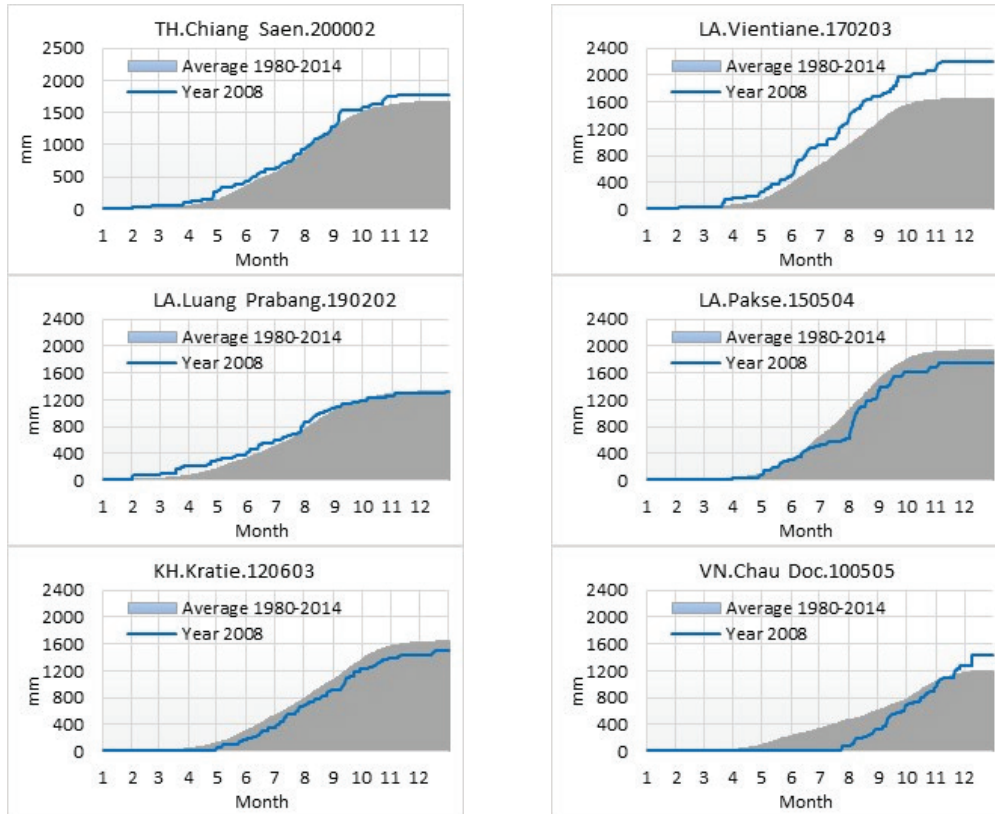 TH.Chiang Saen.200002
2500
2000
1500
1000
500
0
mm
Average 1980-2014
Year 2008
1 2 3 4 5 6 7 8 9 10 11 12
Month
LA.Vientiane.170203
2400
2000
1600
1200
800
400
0
mm
Average 1980-2014
Year 2008
1 2 3 4 5 6 7 8 9 10 11 12
Month
LA.Luang Prabang.190202
2400
2000
1600
1200
800
400
0
mm
Average 1980-2014
Year 2008
1 2 3 4 5 6 7 8 9 10 11 12
Month
LA.Pakse.150504
2400
2000
1600
1200
800
400
0
mm
Average 1980-2014
Year 2008
1 2 3 4 5 6 7 8 9 10 11 12
Month
KH.Kratie.120603
2400
2000
1600
1200
800
400
0
mm
Average 1980-2014
Year 2008
1 2 3 4 5 6 7 8 9 10 11 12
Month
VN.Chau Doc.100505
2400
2000
1600
1200
800
400
0
mm
Average 1980-2014
Year 2008
1 2 3 4 5 6 7 8 9 10 11 12
Month